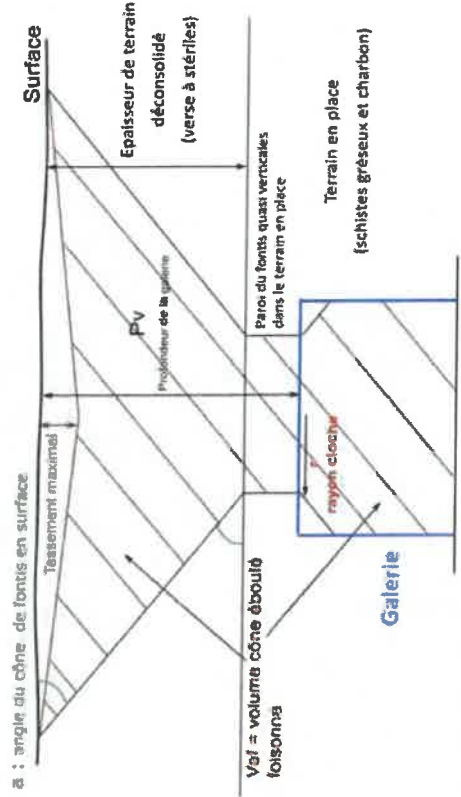 a : angle du cône de fontis en surface
Surface
Tassement maximal
Epaisseur de terrain
déconsolidé
(verse à stériles)
Pv
Profondeur de la galerie
Paroi du fontis quasi verticales
dans le terrain en place
Vef = volume cône éboulé
foisonné
r
rayon cloche
Terrain en place
(schistes gréseux et charbon)
Galerie